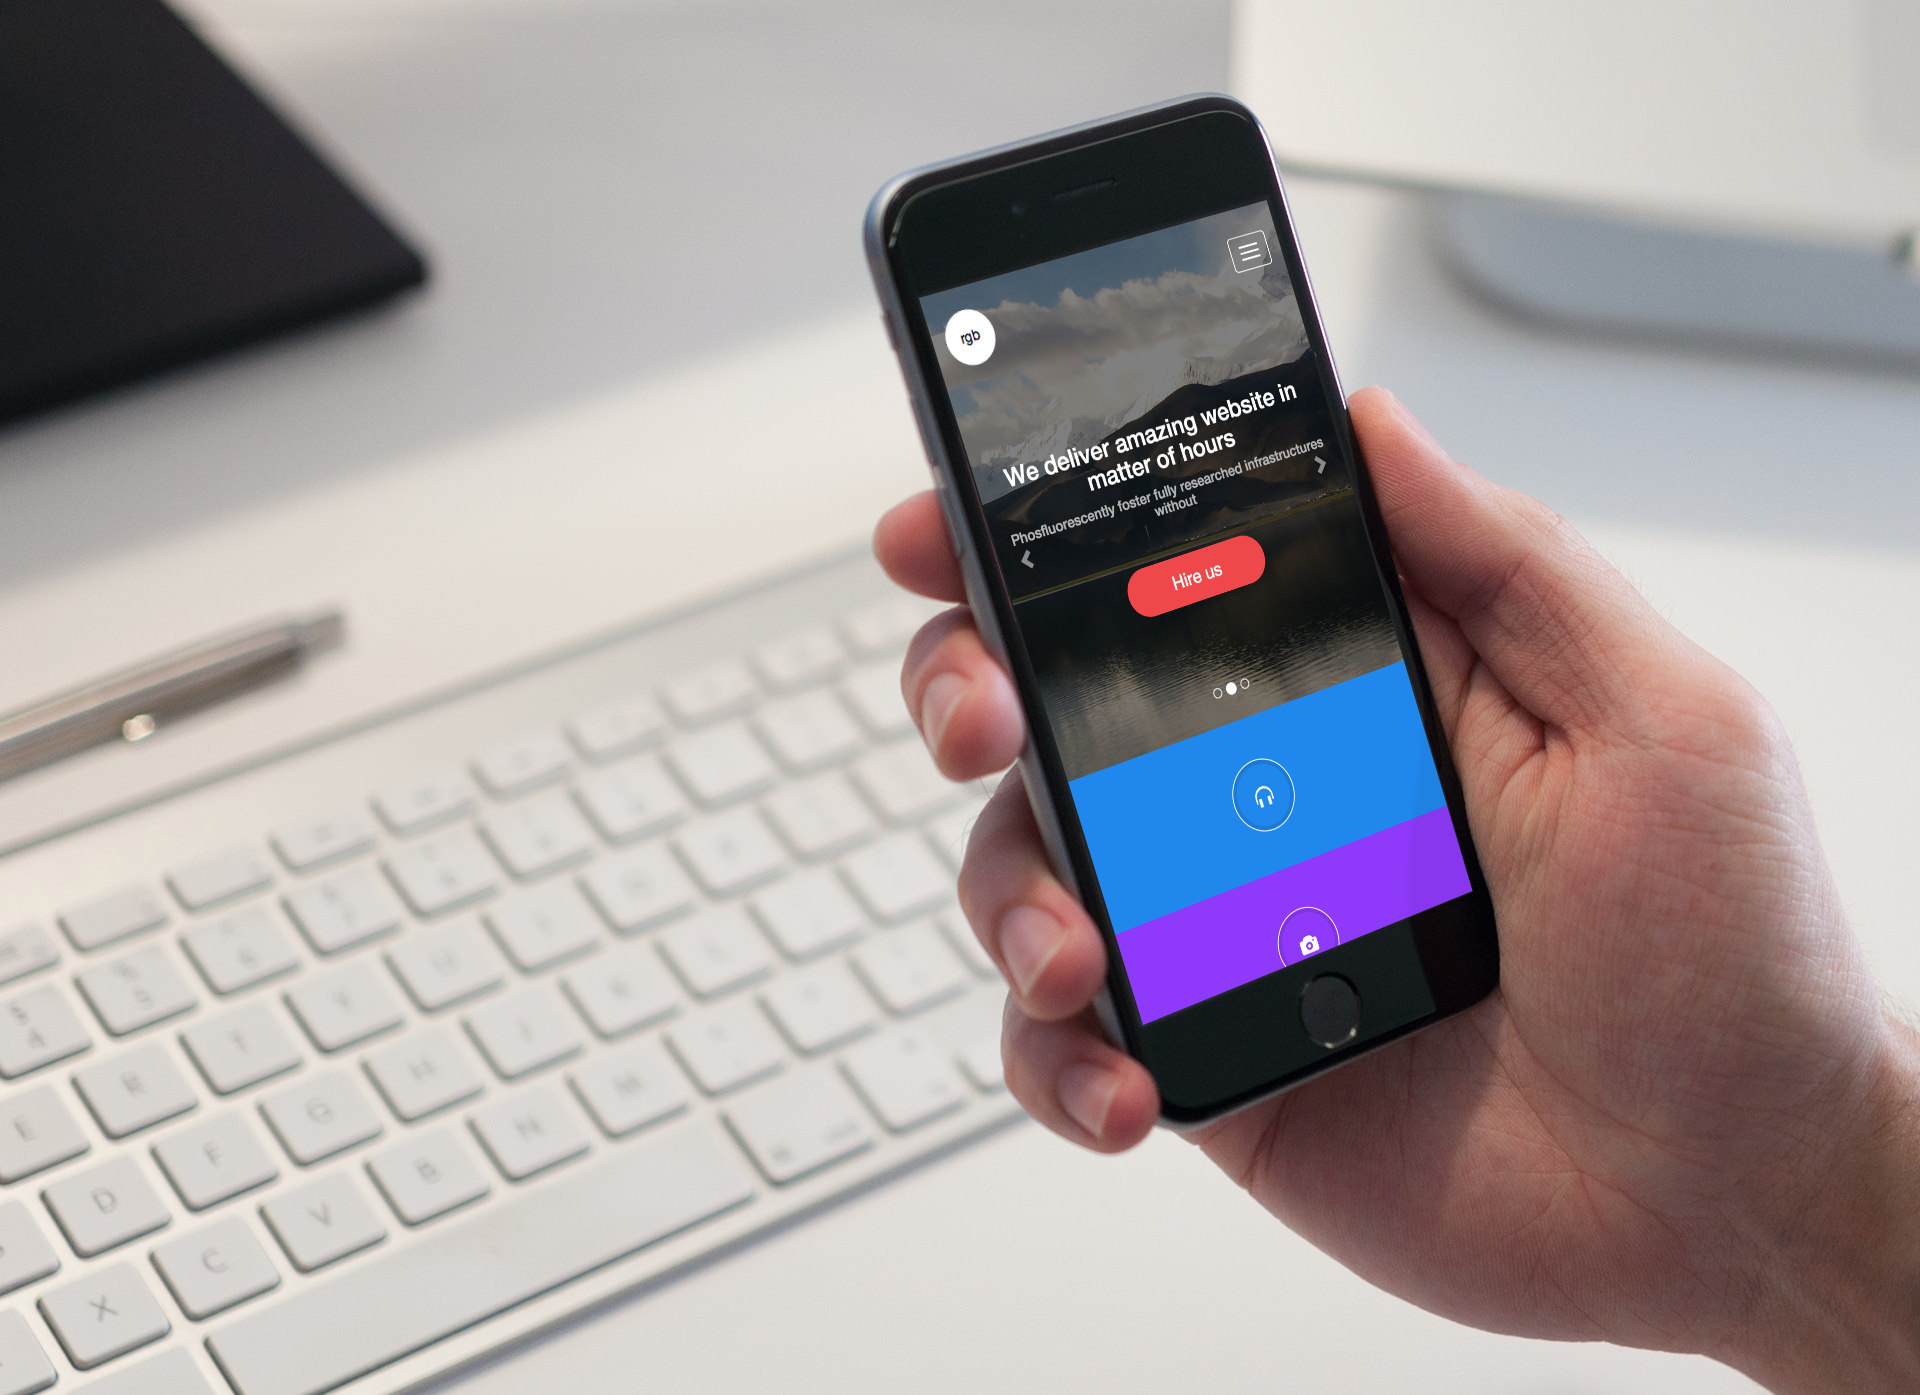 rgb
We deliver amazing website in
matter of hours
Phosfluorescently foster fully researched infrastructures
without
Hire us
T
Y
U
E
R
F
G
H
D
C
V
B
N
M
X